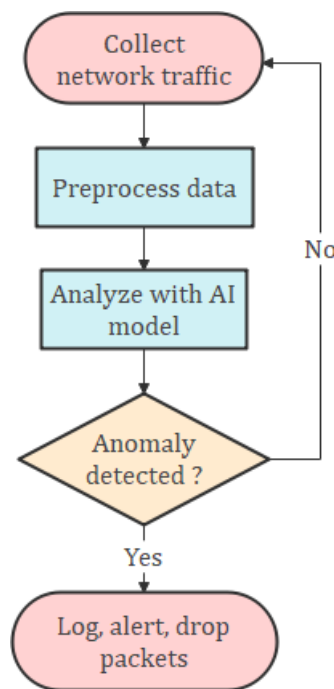 Collect
network traffic
Preprocess data
Analyze with AI
model
Anomaly
detected ?
No
Yes
Log, alert, drop
packets